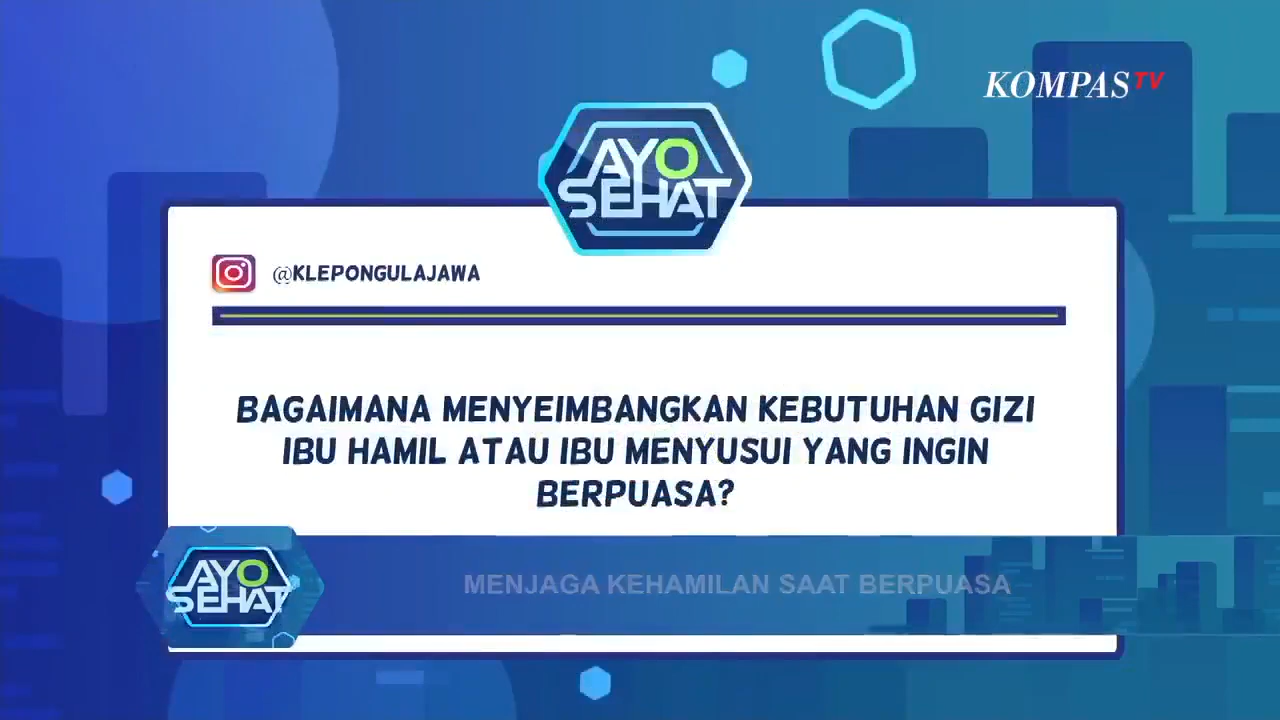 KOMPASTV
AYO
SEHAT
@KLEPONGULAJAWA
BAGAIMANA MENYEIMBANGKAN KEBUTUHAN GIZI
IBU HAMIL ATAU IBU MENYUSUI YANG INGIN
BERPUASA?
AYO
SEHAT
MENJAGA KEHAMILAN SAAT BERPUASA